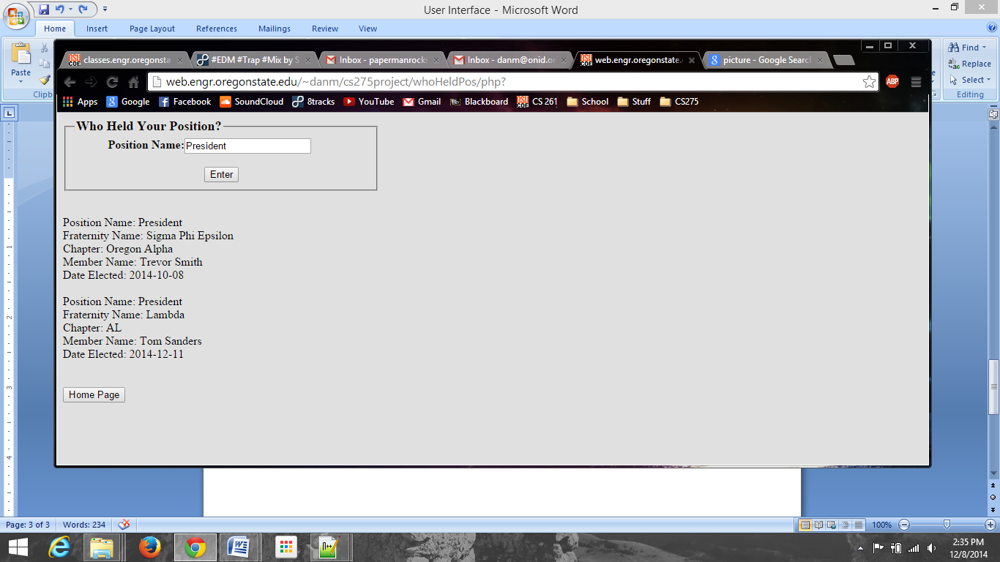 User Interface - Microsoft Word
Home Insert Page Layout References Mailings Review View
Paste
Clipb
Find
Replace
Select
Editing
classes.engr.oregonsta
#EDM #Trap #Mix by S
Inbox - papermanrocks
Inbox - danm@onid.or
web.engr.oregonstate.
picture - Google Search
web.engr.oregonstate.edu/~danm/cs275project/whoHeldPos/php?
ABP
Apps Google Facebook SoundCloud 8tracks YouTube Gmail Blackboard CS 261 School Stuff CS275
Who Held Your Position?
Position Name: President
Enter
Position Name: President
Fraternity Name: Sigma Phi Epsilon
Chapter: Oregon Alpha
Member Name: Trevor Smith
Date Elected: 2014-10-08
Position Name: President
Fraternity Name: Lambda
Chapter: AL
Member Name: Tom Sanders
Date Elected: 2014-12-11
Home Page
Page: 3 of 3 Words: 234 100%
2:35 PM
12/8/2014